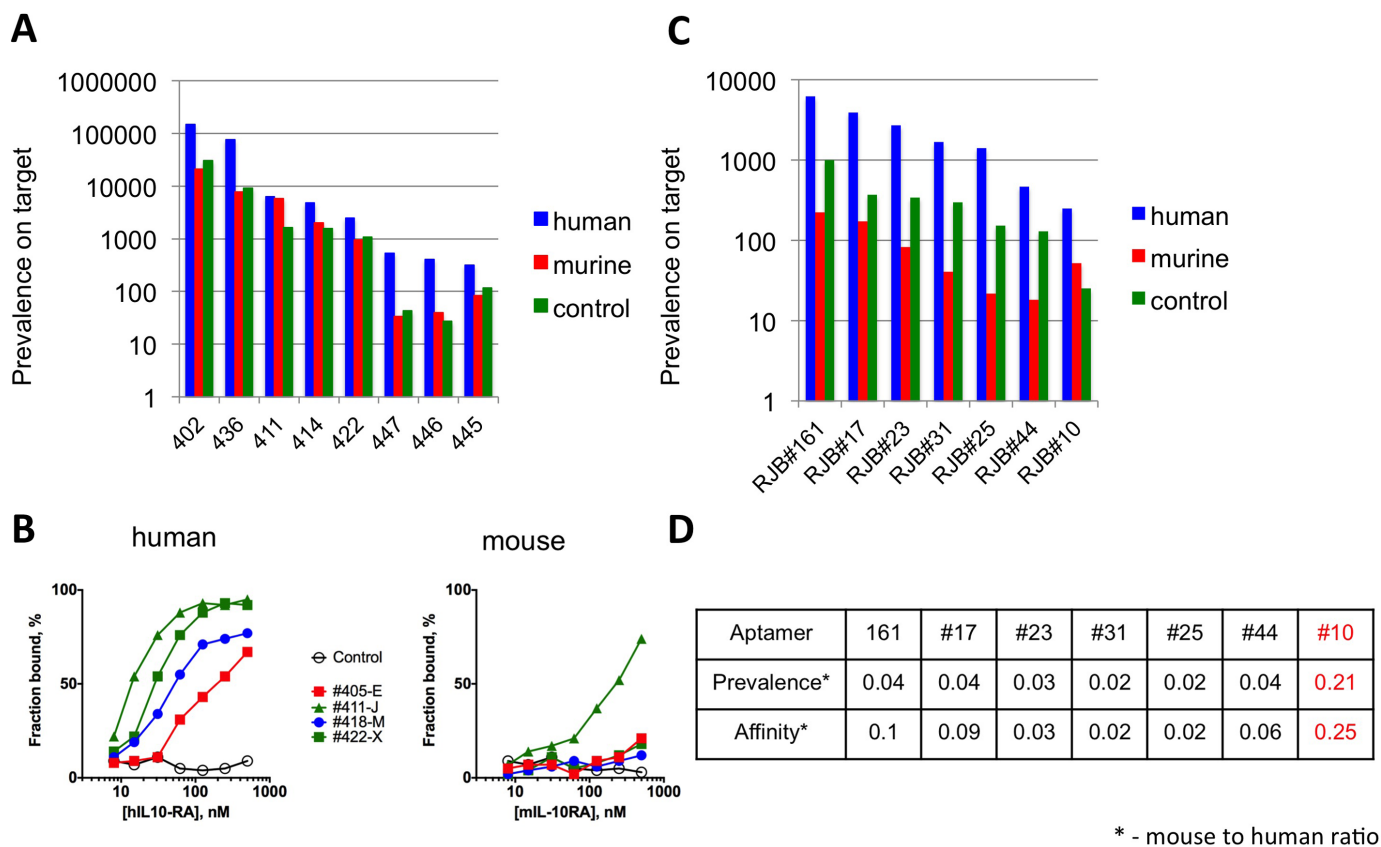 A
Prevalence on target
1000000
100000
10000
1000
100
10
1
402 436 411 414 422 447 446 445
human
murine
control
C
Prevalence on target
10000
1000
100
10
1
RJB#161 RJB#17 RJB#23 RJB#31 RJB#25 RJB#44 RJB#10
human
murine
control
B
human
Fraction bound, %
100
50
0
10 100 1000
[hIL10-RA], nM
Control
#405-E
#411-J
#418-M
#422-X
mouse
Fraction bound, %
100
50
0
10 100 1000
[mIL-10RA], nM
D
Aptamer 161 #17 #23 #31 #25 #44 #10
Prevalence* 0.04 0.04 0.03 0.02 0.02 0.04 0.21
Affinity* 0.1 0.09 0.03 0.02 0.02 0.06 0.25
* - mouse to human ratio